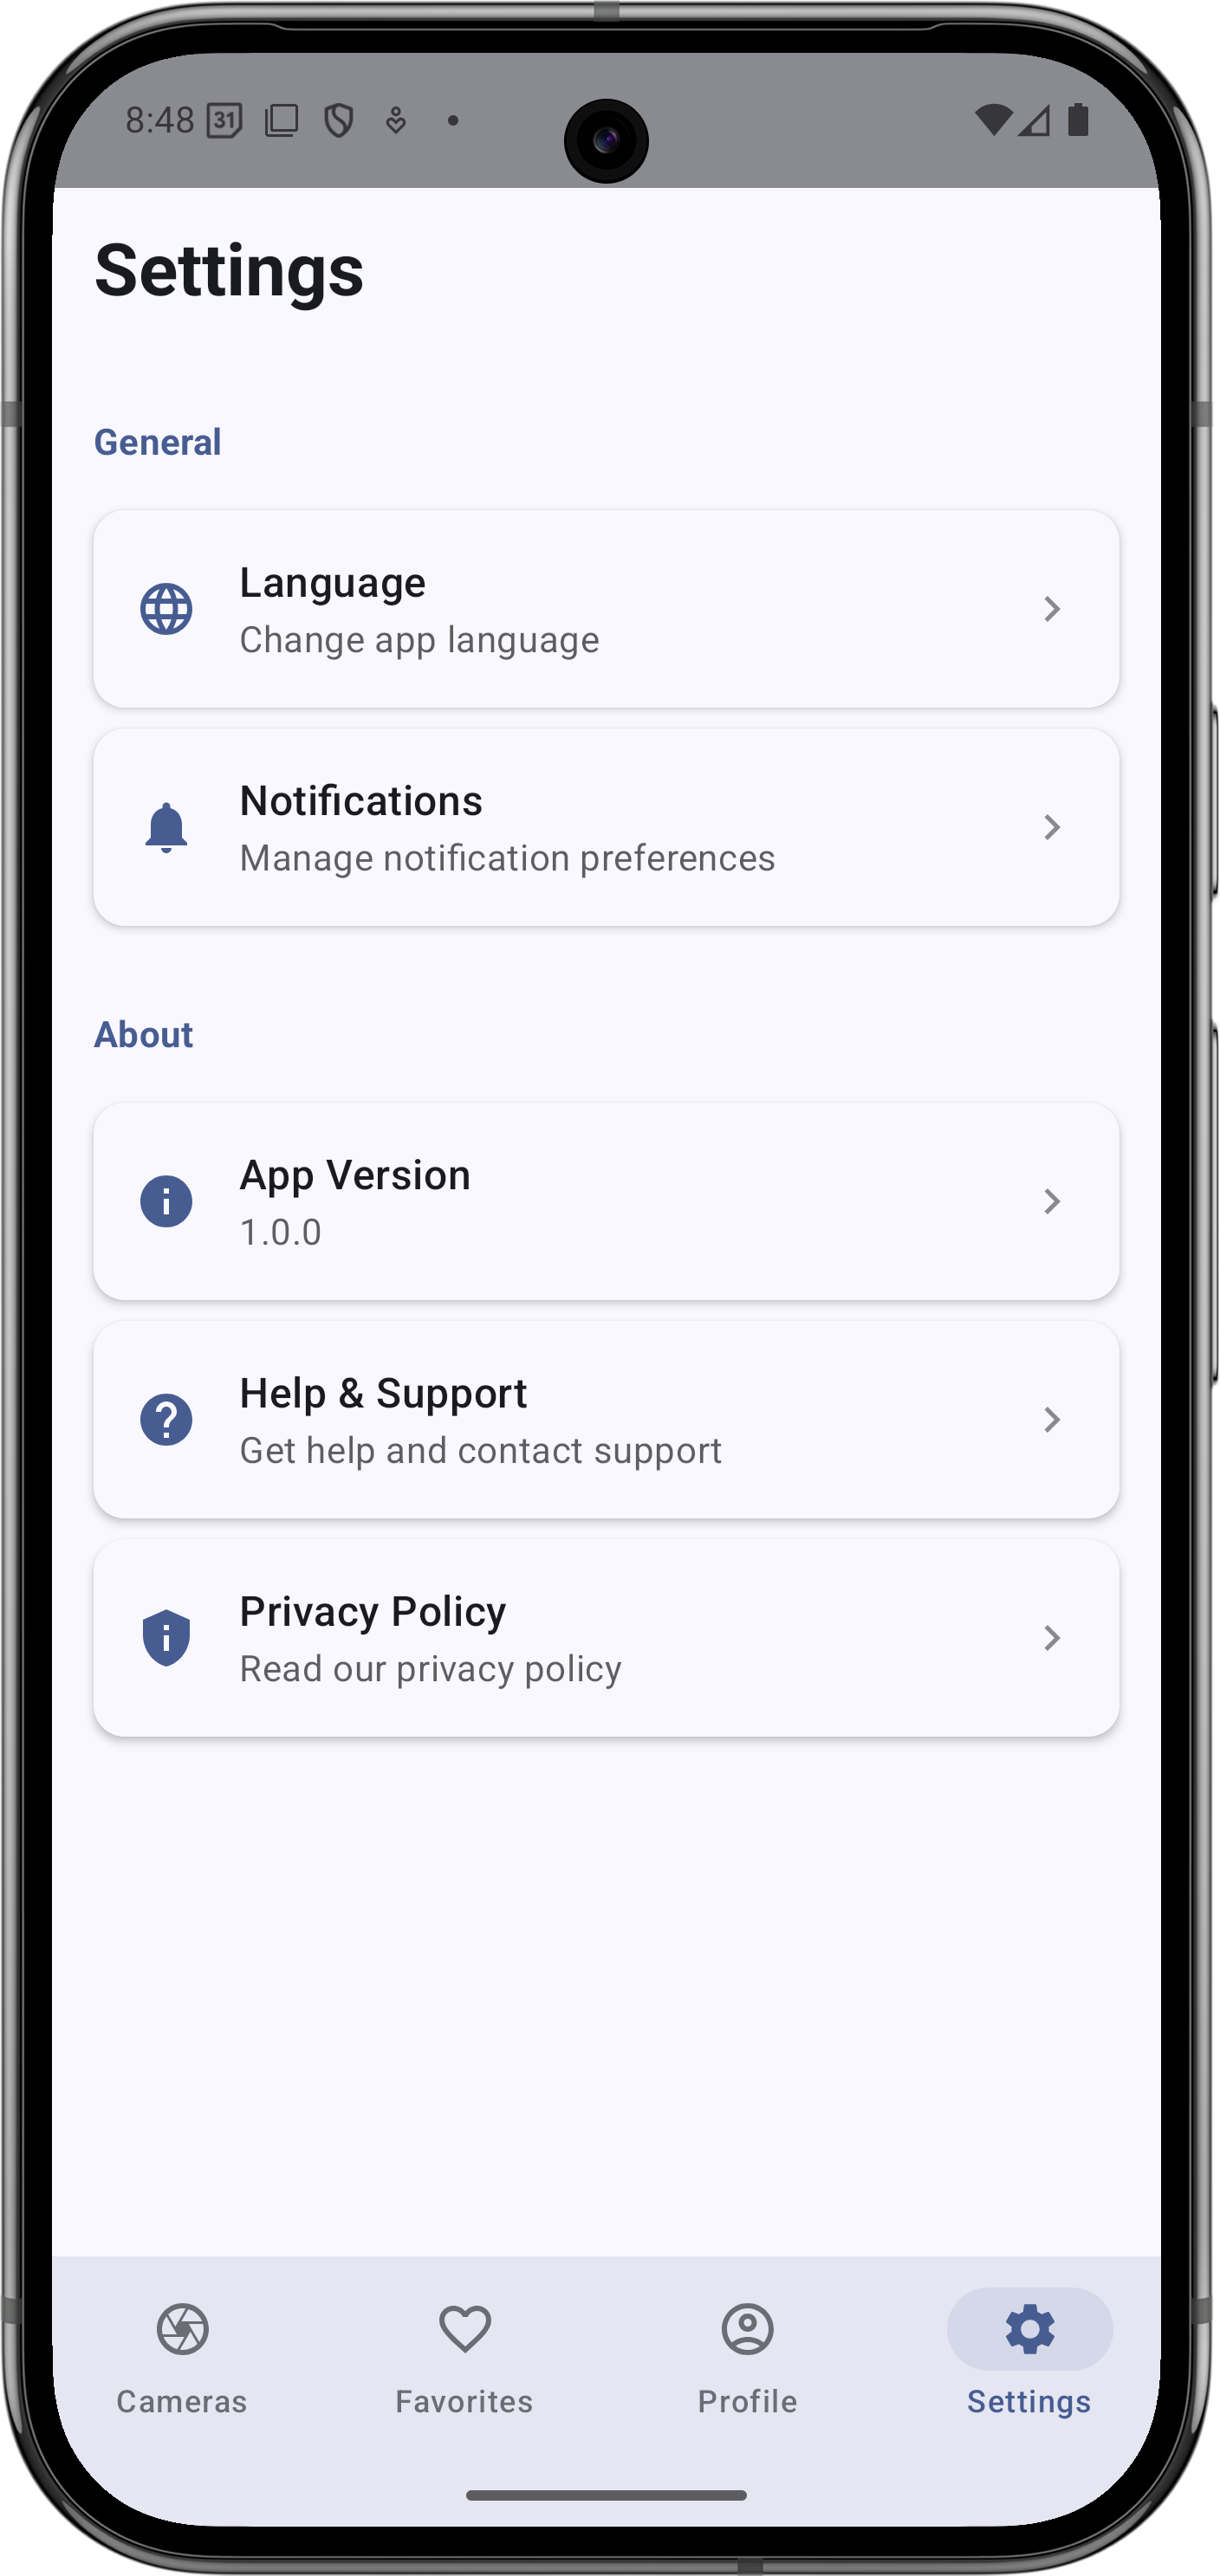 8:48 31
Settings
General
Language
Change app language
Notifications
Manage notification preferences
About
App Version
1.0.0
Help & Support
Get help and contact support
Privacy Policy
Read our privacy policy
Cameras Favorites Profile Settings